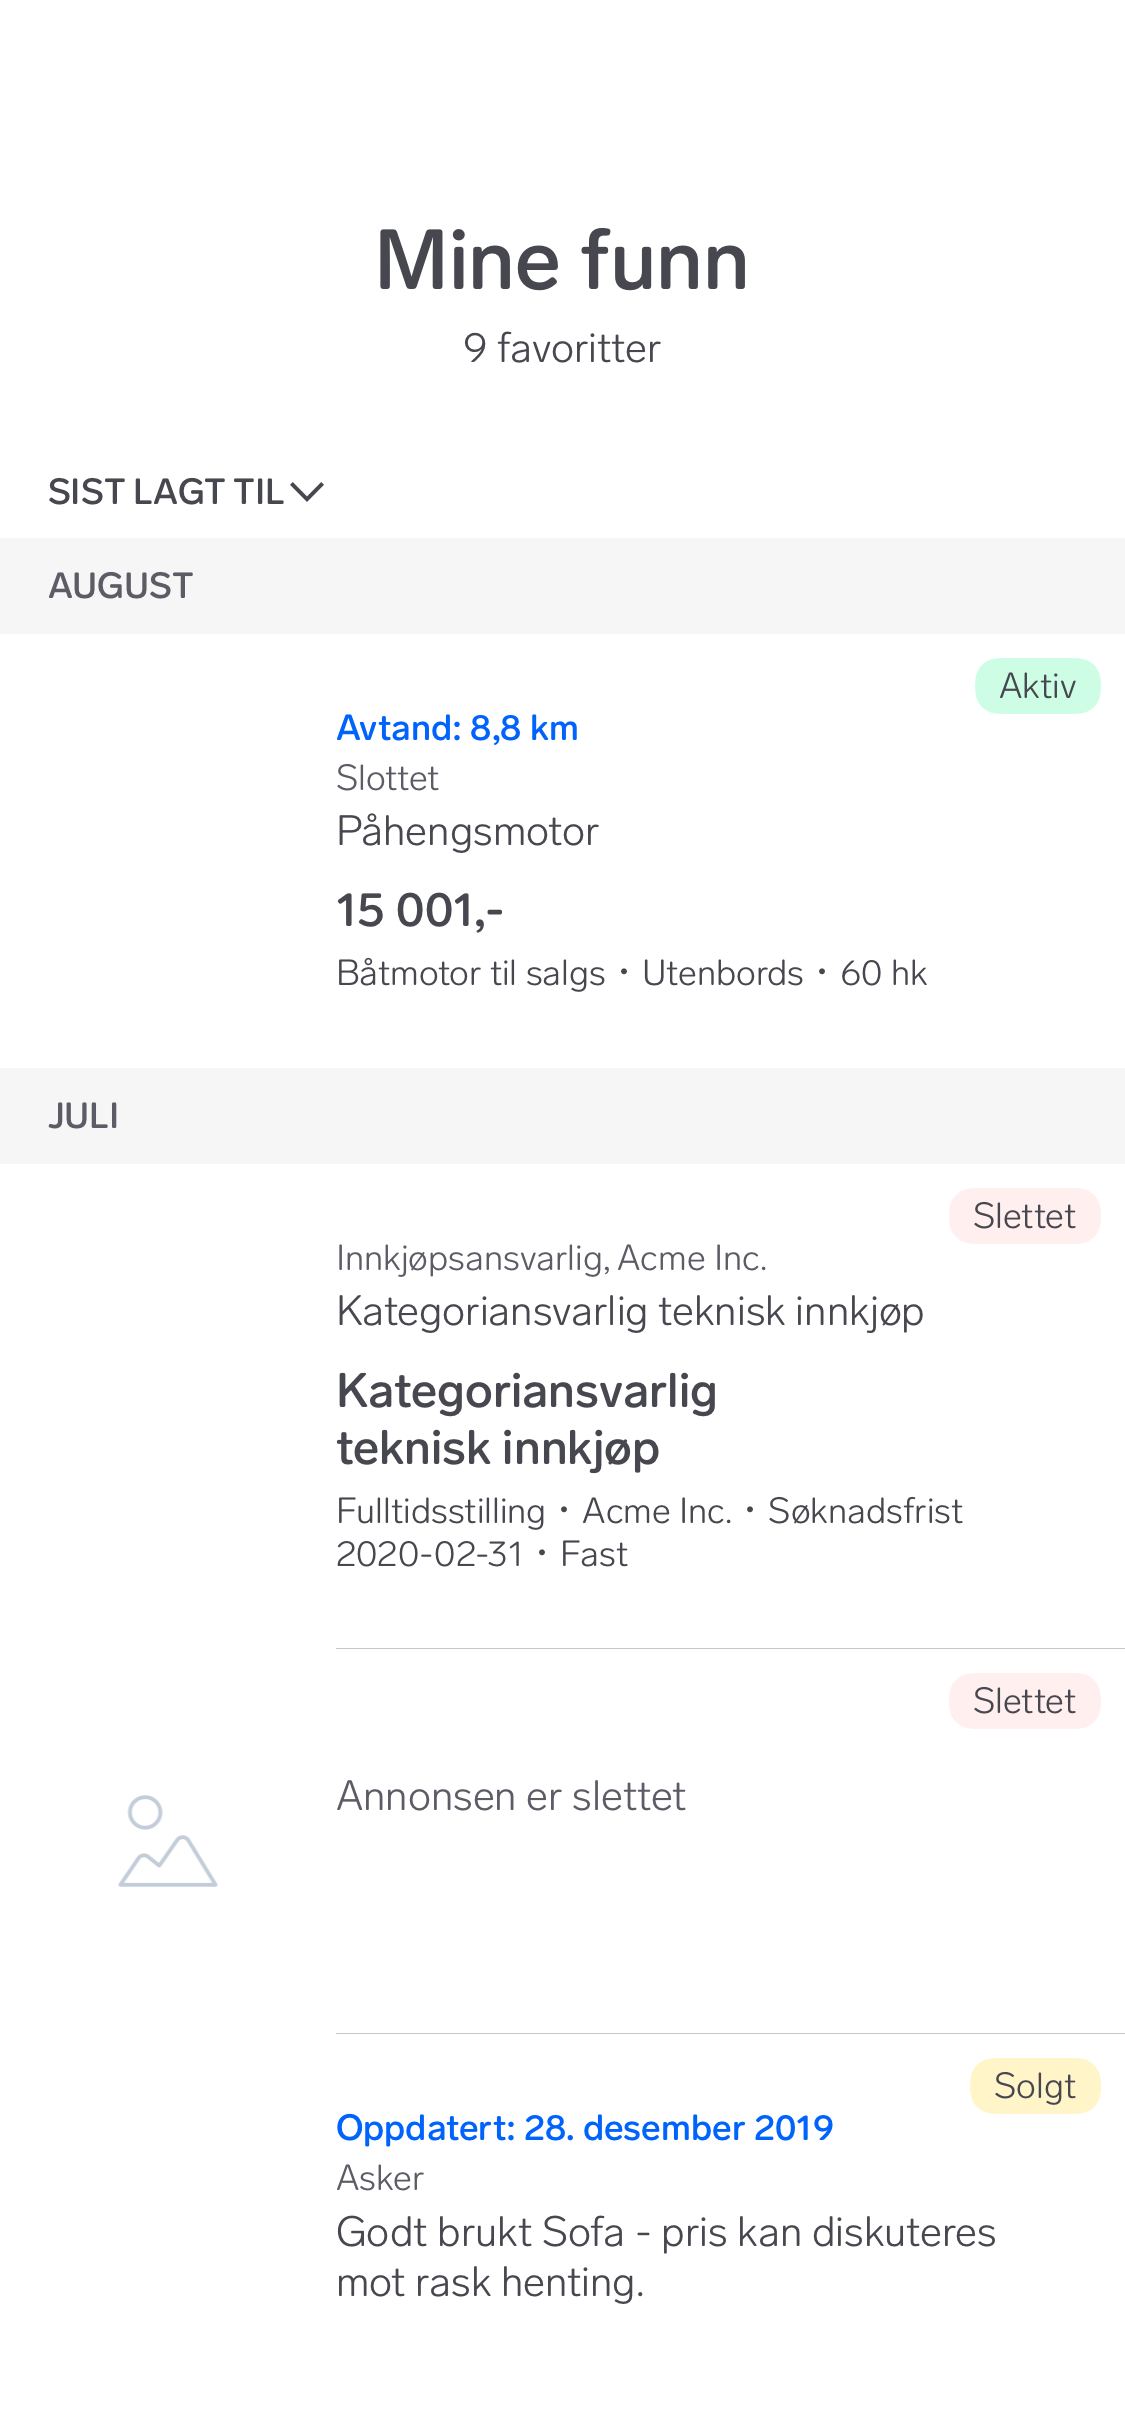 Mine funn
9 favoritter
SIST LAGT TIL
AUGUST
Aktiv
Avtand: 8,8 km
Slottet
Påhengsmotor
15 001,-
Båtmotor til salgs • Utenbords • 60 hk
JULI
Slettet
Innkjøpsansvarlig, Acme Inc.
Kategoriansvarlig teknisk innkjøp
Kategoriansvarlig
teknisk innkjøp
Fulltidsstilling • Acme Inc. • Søknadsfrist
2020-02-31 • Fast
Slettet
Annonsen er slettet
Solgt
Oppdatert: 28. desember 2019
Asker
Godt brukt Sofa - pris kan diskuteres
mot rask henting.